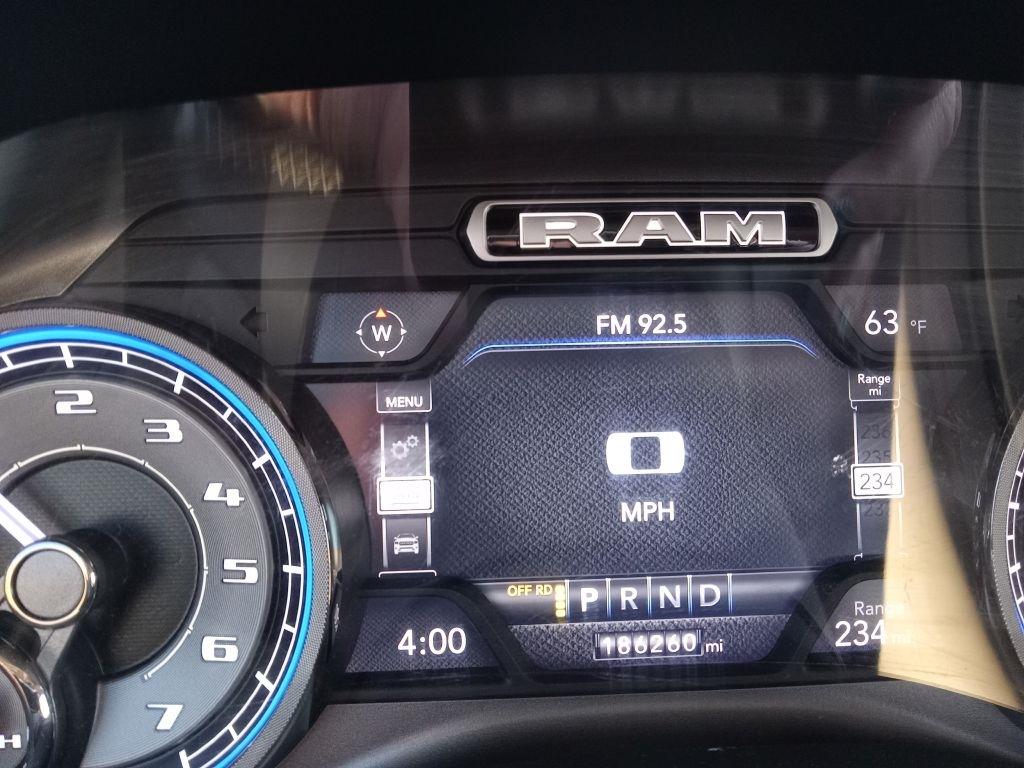 RAM
W
FM 92.5
63 °F
MENU
Range
mi
2
3
4
5
6
7
0
MPH
235
234
OFF RD
P R N D
4:00
186260 mi
Range
234 mi
H